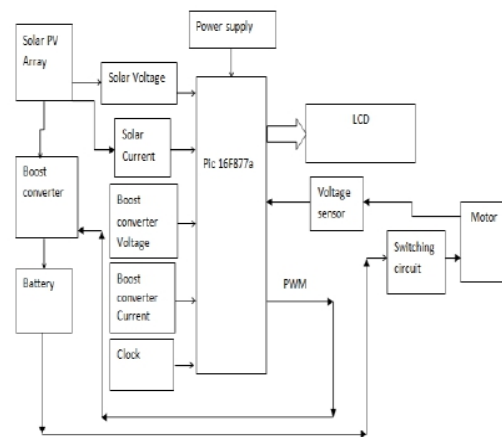 Power supply
Solar PV
Array
Solar Voltage
Solar
Current
Pic 16F877a
LCD
Boost
converter
Boost
converter
Voltage
Voltage
sensor
Motor
Switching
circuit
Battery
Boost
converter
Current
PWM
Clock